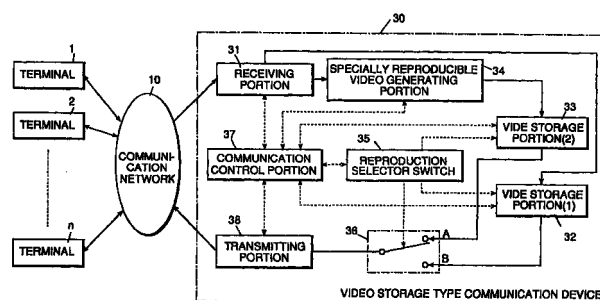 30
1
TERMINAL
2
TERMINAL
n
TERMINAL
10
COMMUNI-
CATION
NETWORK
31
RECEIVING
PORTION
SPECIALLY REPRODUCIBLE
VIDEO GENERATING
PORTION
34
33
VIDE STORAGE
PORTION(2)
37
COMMUNICATION
CONTROL PORTION
35
REPRODUCTION
SELECTOR SWITCH
VIDE STORAGE
PORTION(1)
32
38
TRANSMITTING
PORTION
36
A
B
VIDEO STORAGE TYPE COMMUNICATION DEVICE